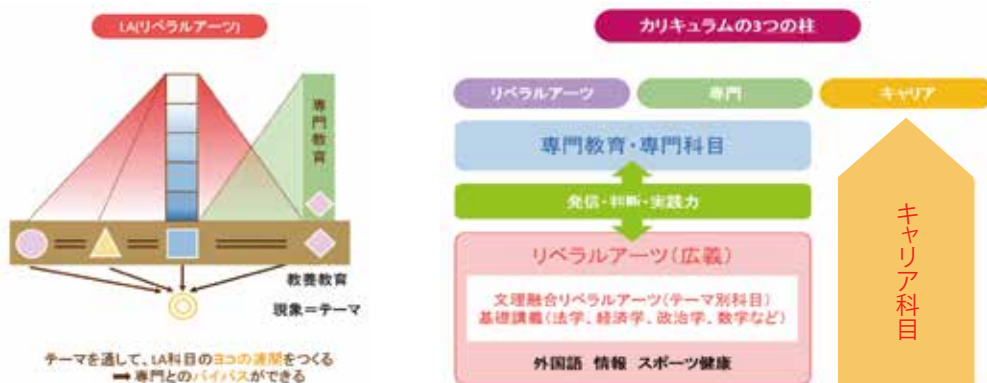 LA(リベラルアーツ)
専門教育
教養教育
現象=テーマ
テーマを通して、LA科目の3つの連関をつくる
➡ 専門とのバイパスができる
カリキュラムの3つの柱
リベラルアーツ
専門
キャリア
専門教育・専門科目
発信・判断・実践力
リベラルアーツ(広義)
文理融合リベラルアーツ(テーマ別科目)
基礎講義(法学、経済学、政治学、数学など)
外国語 情報 スポーツ健康
キャリア科目